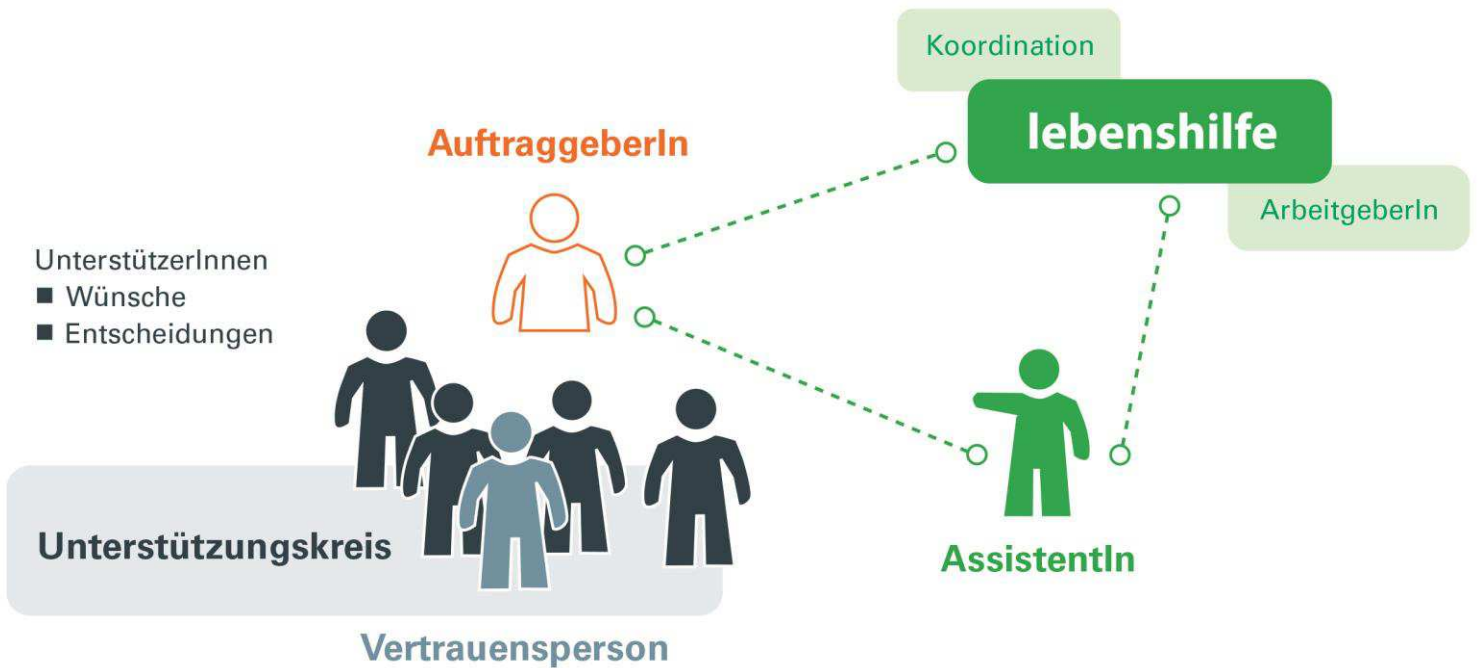 Koordination
lebenshilfe
ArbeitgeberIn
AuftraggeberIn
UnterstützerInnen
■ Wünsche
■ Entscheidungen
Unterstützungskreis
AssistentIn
Vertrauensperson